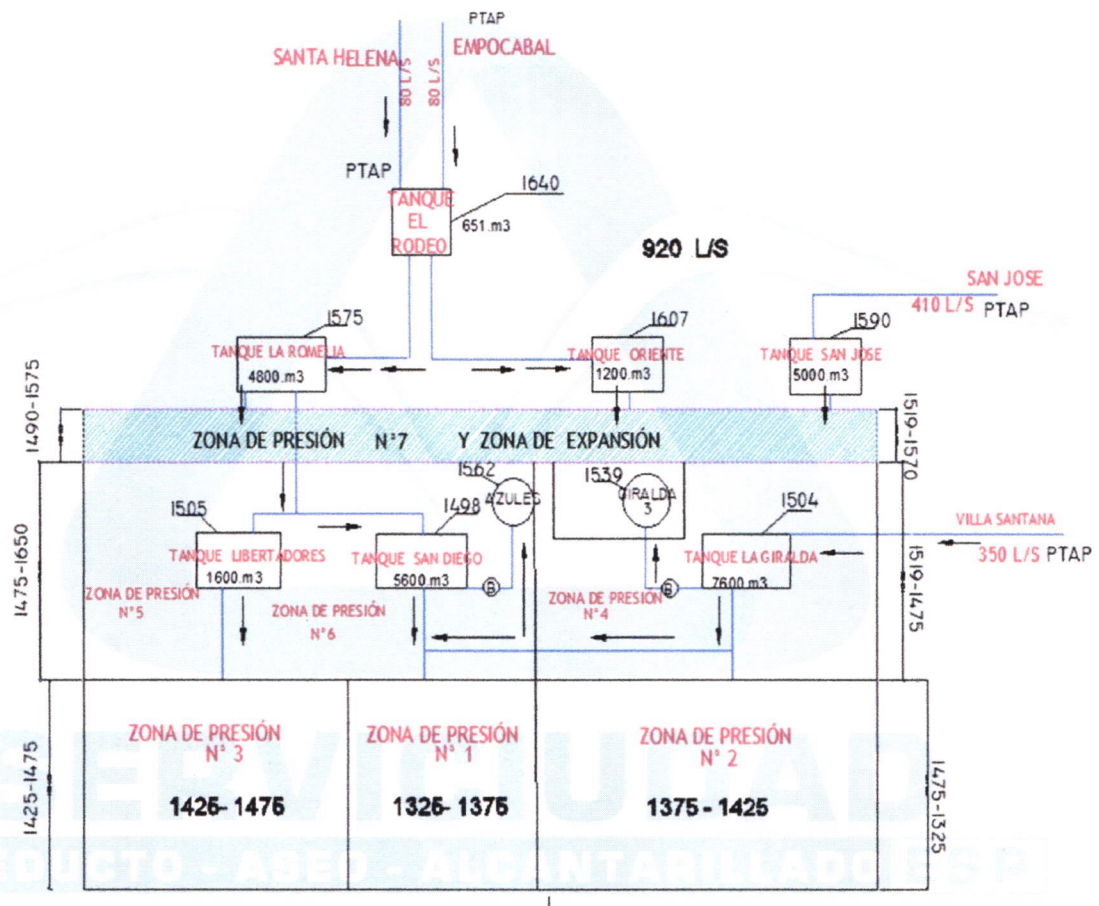 PTAP
EMPOCABAL
SANTA HELENA
80 L/S
80 L/S
PTAP
1640
TANQUE
EL
RODEO
651.m3
920 L/S
SAN JOSE
410 L/S PTAP
1575
1607
1590
TANQUE LA ROMELIA
4800.m3
TANQUE ORIENTE
1200.m3
TANQUE SAN JOSE
5000.m3
1490-1575
ZONA DE PRESIÓN N°7 Y ZONA DE EXPANSIÓN
1519-1570
1562
AZULES
1539
GIRALDA
3
1505
1498
1504
VILLA SANTANA
350 L/S PTAP
TANQUE LIBERTADORES
1600.m3
TANQUE SAN DIEGO
5600.m3
TANQUE LA GIRALDA
7600.m3
B
B
1475-1650
1519-1475
ZONA DE PRESIÓN
N°5
ZONA DE PRESIÓN
N°6
ZONA DE PRESIÓN
N°4
ZONA DE PRESIÓN
N° 3
1425-1475
ZONA DE PRESIÓN
N° 1
1325-1375
ZONA DE PRESIÓN
N° 2
1375-1425
1425-1475
1475-1325
SERVICIUDAD
DUCTO - ASEO - ALCANTARILLADO ESP